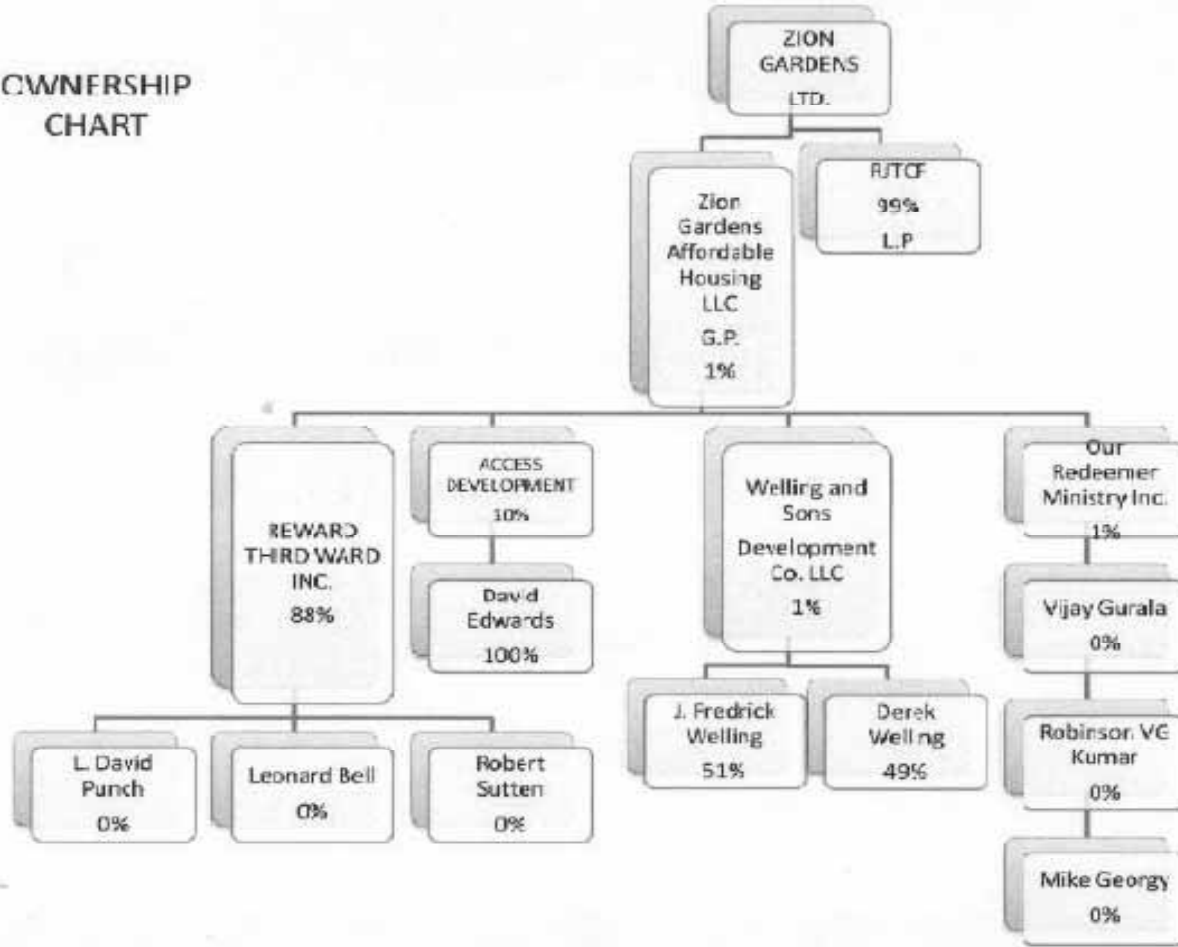 OWNERSHIP
CHART
ZION
GARDENS
LTD.
Zion
Gardens
Affordable
Housing
LLC
G.P.
1%
RJTCF
99%
L.P
REWARD
THIRD WARD
INC.
88%
ACCESS
DEVELOPMENT
10%
David
Edwards
100%
Welling and
Sons
Development
Co. LLC
1%
Our
Redeemer
Ministry Inc.
1%
Vijay Gurala
0%
L. David
Punch
0%
Leonard Bell
0%
Robert
Sutten
0%
J. Fredrick
Welling
51%
Derek
Welling
49%
Robinson VG
Kumar
0%
Mike Georgy
0%